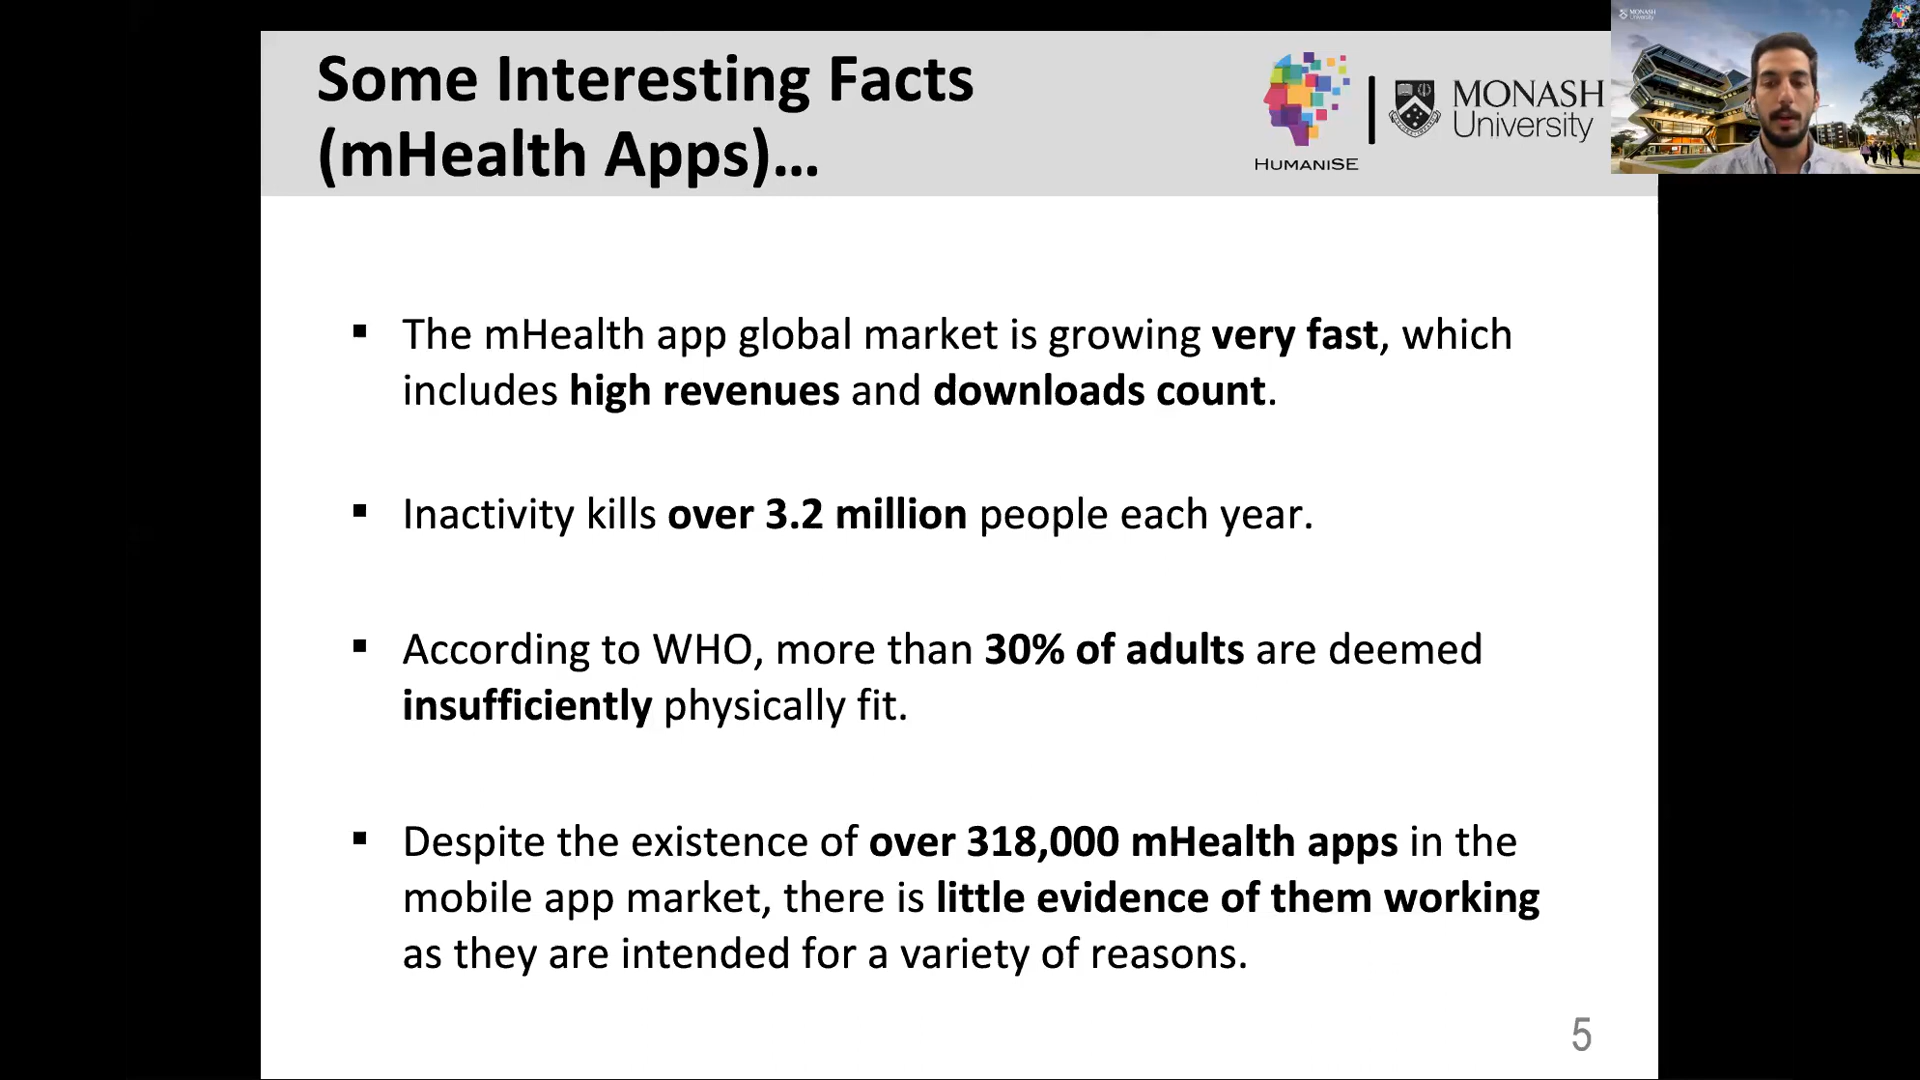 Some Interesting Facts
(mHealth Apps)...
HUMANISE
MONASH
University
MONASH
University
▪ The mHealth app global market is growing very fast, which
includes high revenues and downloads count.
▪ Inactivity kills over 3.2 million people each year.
▪ According to WHO, more than 30% of adults are deemed
insufficiently physically fit.
▪ Despite the existence of over 318,000 mHealth apps in the
mobile app market, there is little evidence of them working
as they are intended for a variety of reasons.
5